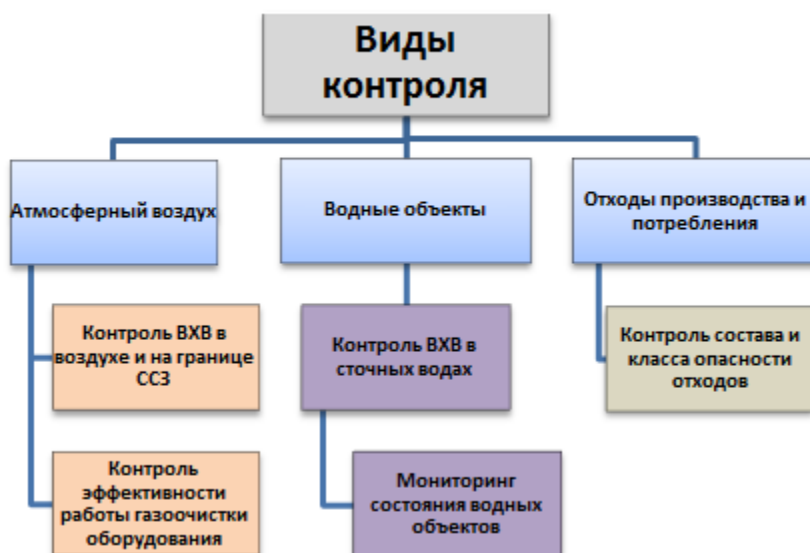 Виды
контроля
Атмосферный воздух
Водные объекты
Отходы производства и
потребления
Контроль ВХВ в
воздухе и на границе
ССЗ
Контроль ВХВ в
сточных водах
Контроль состава и
класса опасности
отходов
Контроль
эффективности
работы газоочистки
оборудования
Мониторинг
состояния водных
объектов